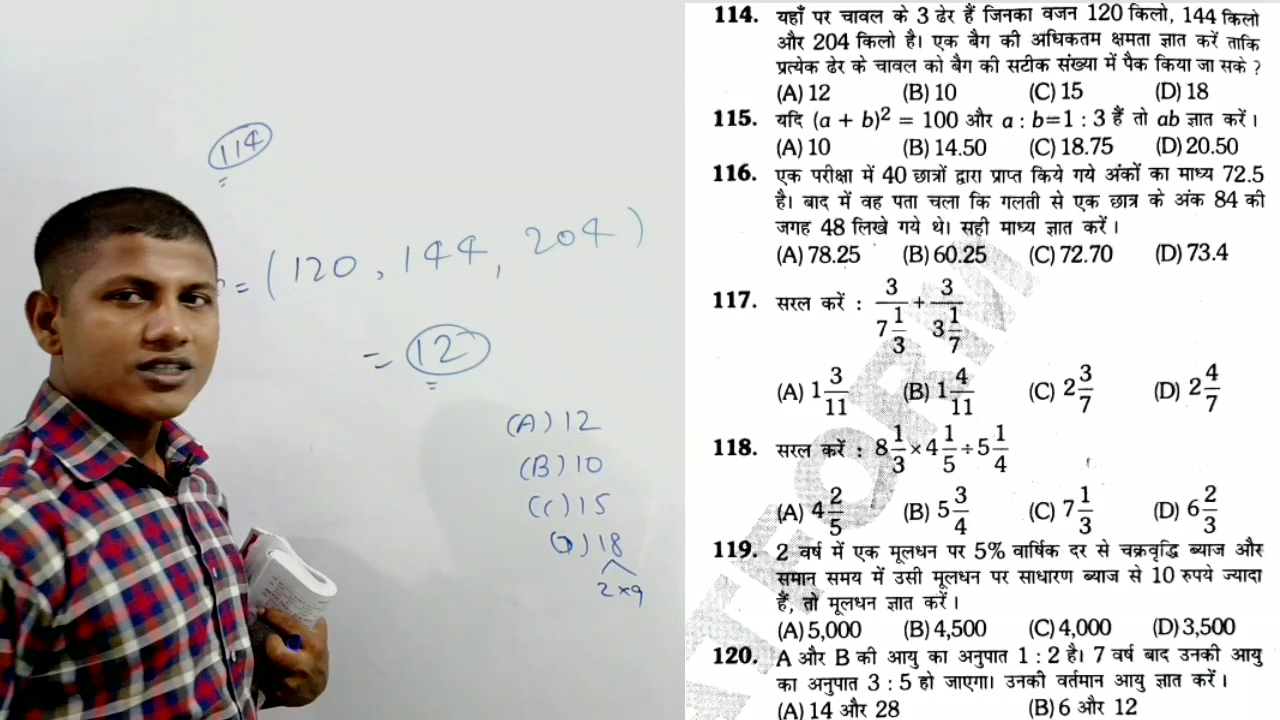 114
= (120, 144, 204)
= 12
(A) 12
(B) 10
(C) 15
(D) 18
2×9
114. यहाँ पर चावल के 3 ढेर हैं जिनका वजन 120 किलो, 144 किलो
और 204 किलो है। एक बैग की अधिकतम क्षमता ज्ञात करें ताकि
प्रत्येक ढेर के चावल को बैग की सटीक संख्या में पैक किया जा सके ?
(A) 12 (B) 10 (C) 15 (D) 18
115. यदि (a + b)² = 100 और a : b=1 : 3 हैं तो ab ज्ञात करें।
(A) 10 (B) 14.50 (C) 18.75 (D) 20.50
116. एक परीक्षा में 40 छात्रों द्वारा प्राप्त किये गये अंकों का माध्य 72.5
है। बाद में वह पता चला कि गलती से एक छात्र के अंक 84 की
जगह 48 लिखे गये थे। सही माध्य ज्ञात करें।
(A) 78.25 (B) 60.25 (C) 72.70 (D) 73.4
117. सरल करें : 3/(7 1/3) + 3/(3 1/7)
(A) 1 3/11 (B) 1 4/11 (C) 2 3/7 (D) 2 4/7
118. सरल करें : 8 1/3 × 4 1/5 ÷ 5 1/4
(A) 4 2/5 (B) 5 3/4 (C) 7 1/3 (D) 6 2/3
119. 2 वर्ष में एक मूलधन पर 5% वार्षिक दर से चक्रवृद्धि ब्याज और
समान समय में उसी मूलधन पर साधारण ब्याज से 10 रुपये ज्यादा
हैं, तो मूलधन ज्ञात करें।
(A) 5,000 (B) 4,500 (C) 4,000 (D) 3,500
120. A और B की आयु का अनुपात 1 : 2 है। 7 वर्ष बाद उनकी आयु
का अनुपात 3 : 5 हो जाएगा। उनकी वर्तमान आयु ज्ञात करें।
(A) 14 और 28 (B) 6 और 12